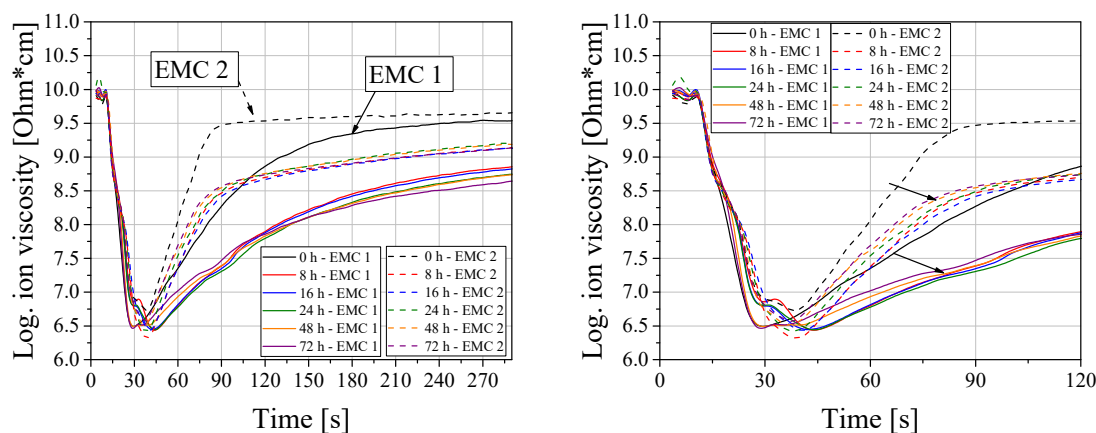 11.0
10.5
10.0
9.5
9.0
8.5
8.0
7.5
7.0
6.5
6.0
Log. ion viscosity [Ohm*cm]
EMC 2
EMC 1
0 h - EMC 1
8 h - EMC 1
16 h - EMC 1
24 h - EMC 1
48 h - EMC 1
72 h - EMC 1
0 h - EMC 2
8 h - EMC 2
16 h - EMC 2
24 h - EMC 2
48 h - EMC 2
72 h - EMC 2
0 30 60 90 120 150 180 210 240 270
Time [s]
11.0
10.5
10.0
9.5
9.0
8.5
8.0
7.5
7.0
6.5
6.0
Log. ion viscosity [Ohm*cm]
0 h - EMC 1
8 h - EMC 1
16 h - EMC 1
24 h - EMC 1
48 h - EMC 1
72 h - EMC 1
0 h - EMC 2
8 h - EMC 2
16 h - EMC 2
24 h - EMC 2
48 h - EMC 2
72 h - EMC 2
0 30 60 90 120
Time [s]